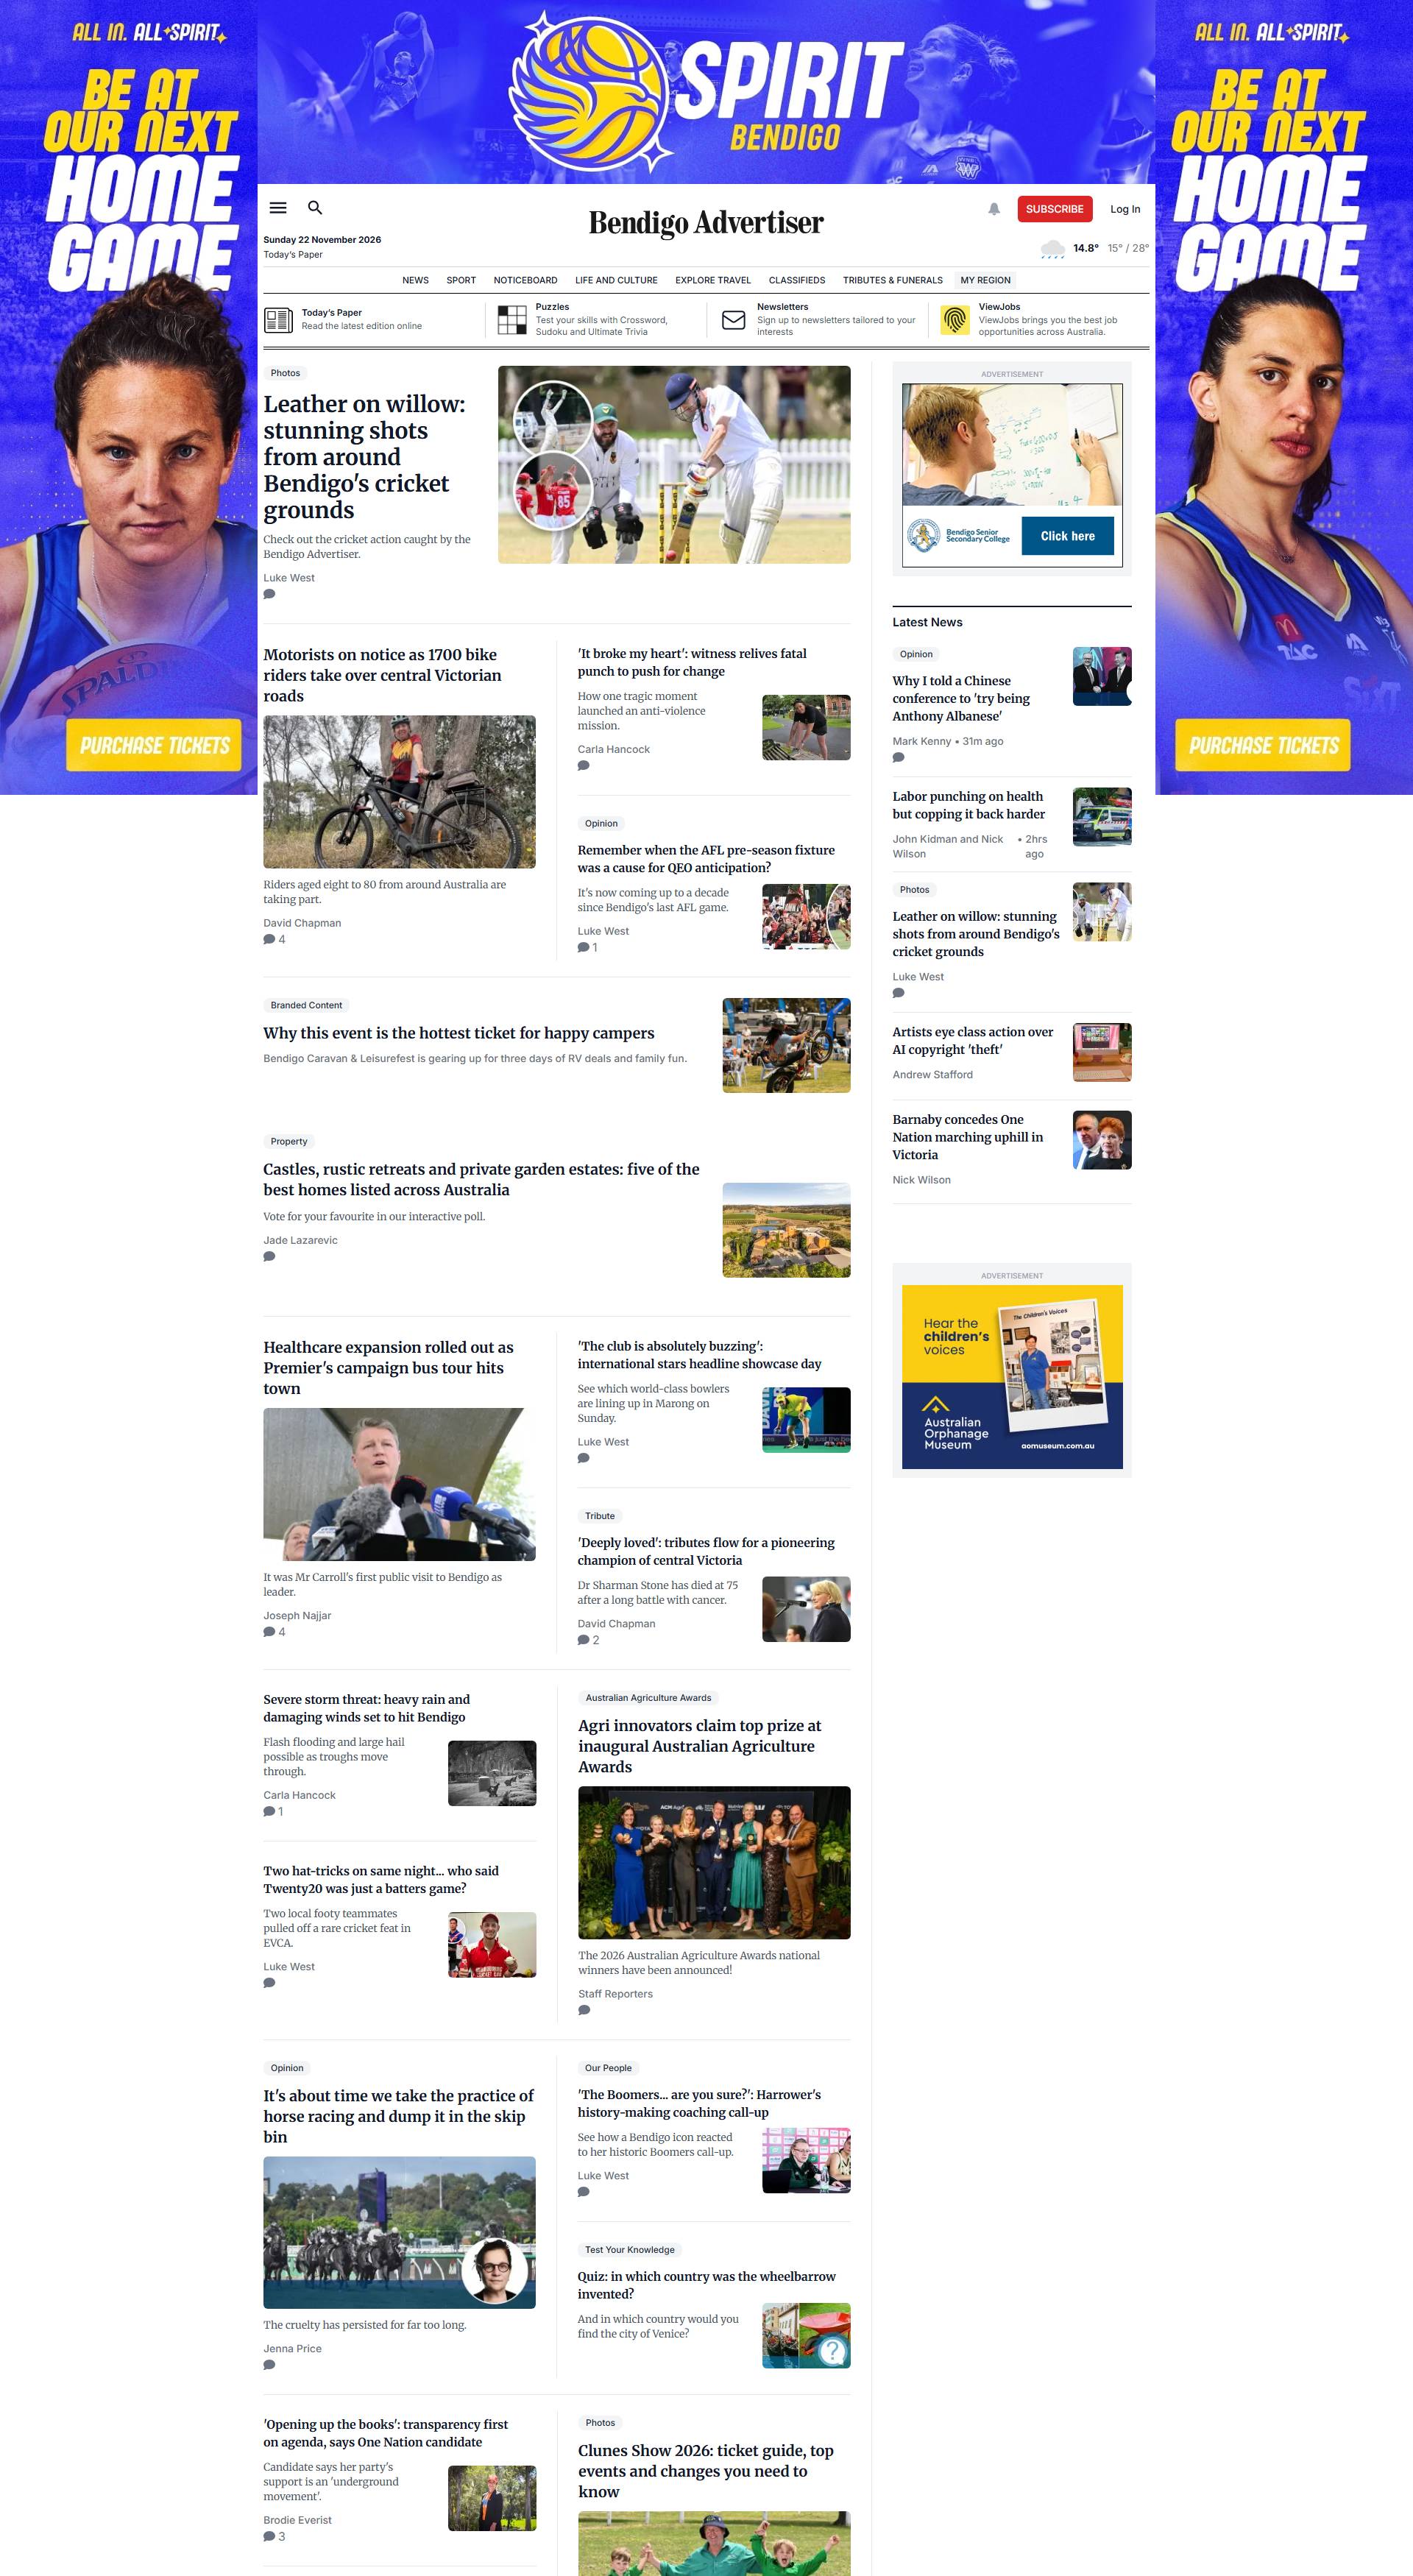 ALL IN. ALL SPIRIT
BE AT
OUR NEXT
HOME
GAME
SPALDING
PURCHASE TICKETS
SPIRIT
BENDIGO
ALL IN. ALL SPIRIT
BE AT
OUR NEXT
HOME
GAME
PURCHASE TICKETS
Bendigo Advertiser
SUBSCRIBE
Log In
Sunday 22 November 2026
Today's Paper
14.8° 15° / 28°
NEWS SPORT NOTICEBOARD LIFE AND CULTURE EXPLORE TRAVEL CLASSIFIEDS TRIBUTES & FUNERALS MY REGION
Today's Paper
Read the latest edition online
Puzzles
Test your skills with Crossword,
Sudoku and Ultimate Trivia
Newsletters
Sign up to newsletters tailored to your
interests
ViewJobs
ViewJobs brings you the best job
opportunities across Australia.
Photos
Leather on willow:
stunning shots
from around
Bendigo's cricket
grounds
Check out the cricket action caught by the
Bendigo Advertiser.
Luke West
85
Motorists on notice as 1700 bike
riders take over central Victorian
roads
Riders aged eight to 80 from around Australia are
taking part.
David Chapman
4
'It broke my heart': witness relives fatal
punch to push for change
How one tragic moment
launched an anti-violence
mission.
Carla Hancock
Opinion
Remember when the AFL pre-season fixture
was a cause for QEO anticipation?
It's now coming up to a decade
since Bendigo's last AFL game.
Luke West
1
Branded Content
Why this event is the hottest ticket for happy campers
Bendigo Caravan & Leisurefest is gearing up for three days of RV deals and family fun.
Property
Castles, rustic retreats and private garden estates: five of the
best homes listed across Australia
Vote for your favourite in our interactive poll.
Jade Lazarevic
Healthcare expansion rolled out as
Premier's campaign bus tour hits
town
It was Mr Carroll's first public visit to Bendigo as
leader.
Joseph Najjar
4
'The club is absolutely buzzing':
international stars headline showcase day
See which world-class bowlers
are lining up in Marong on
Sunday.
Luke West
Tribute
'Deeply loved': tributes flow for a pioneering
champion of central Victoria
Dr Sharman Stone has died at 75
after a long battle with cancer.
David Chapman
2
Severe storm threat: heavy rain and
damaging winds set to hit Bendigo
Flash flooding and large hail
possible as troughs move
through.
Carla Hancock
1
Two hat-tricks on same night... who said
Twenty20 was just a batters game?
Two local footy teammates
pulled off a rare cricket feat in
EVCA.
Luke West
Australian Agriculture Awards
Agri innovators claim top prize at
inaugural Australian Agriculture
Awards
The 2026 Australian Agriculture Awards national
winners have been announced!
Staff Reporters
Opinion
It's about time we take the practice of
horse racing and dump it in the skip
bin
The cruelty has persisted for far too long.
Jenna Price
Our People
'The Boomers... are you sure?': Harrower's
history-making coaching call-up
See how a Bendigo icon reacted
to her historic Boomers call-up.
Luke West
Test Your Knowledge
Quiz: in which country was the wheelbarrow
invented?
And in which country would you
find the city of Venice?
'Opening up the books': transparency first
on agenda, says One Nation candidate
Candidate says her party's
support is an 'underground
movement'.
Brodie Everist
3
Photos
Clunes Show 2026: ticket guide, top
events and changes you need to
know
ADVERTISEMENT
Bendigo Senior
Secondary College
Click here
Latest News
Opinion
Why I told a Chinese
conference to 'try being
Anthony Albanese'
Mark Kenny • 31m ago
Labor punching on health
but copping it back harder
John Kidman and Nick
Wilson
• 2hrs
ago
Photos
Leather on willow: stunning
shots from around Bendigo's
cricket grounds
Luke West
Artists eye class action over
AI copyright 'theft'
Andrew Stafford
Barnaby concedes One
Nation marching uphill in
Victoria
Nick Wilson
ADVERTISEMENT
Hear the
children's
voices
The Children's Voices
Australian
Orphanage
Museum
aomuseum.com.au